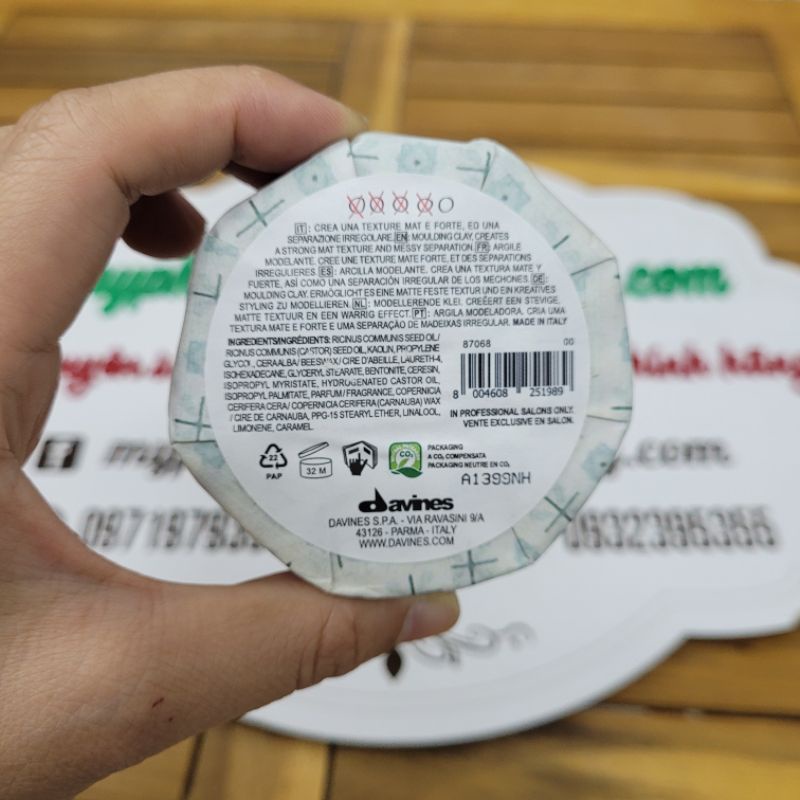 IT: CREA UNA TEXTURE MAT E FORTE, ED UNA
SEPARAZIONE IRREGOLARE. EN: MOULDING CLAY, CREATES
A STRONG MAT TEXTURE AND MESSY SEPARATION. FR: ARGILE
MODELANTE. CRÉE UNE TEXTURE MATE FORTE, ET DES SEPARATIONS
IRREGULIERES. ES: ARCILLA MODELANTE. CREA UNA TEXTURA MATE Y
FUERTE, ASÍ COMO UNA SEPARACIÓN IRREGULAR DE LOS MECHONES. DE:
MOULDING CLAY. ERMÖGLICHT ES EINE MATTE FESTE TEXTUR UND EIN KREATIVES
STYLING ZU MODELLIEREN. NL: MODELLERENDE KLEI. CREËERT EEN STEVIGE,
MATTE TEXTUUR EN EEN WARRIG EFFECT. PT: ARGILA MODELADORA. CRIA UMA
TEXTURA MATE E FORTE E UMA SEPARAÇÃO DE MADEIXAS IRREGULAR. MADE IN ITALY
INGREDIENTS/INGRÉDIENTS: RICINUS COMMUNIS SEED OIL/
RICINUS COMMUNIS (CASTOR) SEED OIL, KAOLIN, PROPYLENE
GLYCOL, CERA ALBA / BEESWAX / CIRE D'ABEILLE, LAURETH-4,
ISOHEXADECANE, GLYCERYL STEARATE, BENTONITE, CERESIN,
ISOPROPYL MYRISTATE, HYDROGENATED CASTOR OIL,
ISOPROPYL PALMITATE, PARFUM / FRAGRANCE, COPERNICIA
CERIFERA CERA / COPERNICIA CERIFERA (CARNAUBA) WAX
/ CIRE DE CARNAUBA, PPG-15 STEARYL ETHER, LINALOOL,
LIMONENE, CARAMEL.
87068 00
8 004608 251989
IN PROFESSIONAL SALONS ONLY.
VENTE EXCLUSIVE EN SALON.
22
PAP
32 M
CO₂
PACKAGING
A CO₂ COMPENSATA
PACKAGING NEUTRE EN CO₂
A1399NH
davines
DAVINES S.P.A. - VIA RAVASINI 9/A
43126 - PARMA - ITALY
WWW.DAVINES.COM
.com
hàng
.com
0932395355